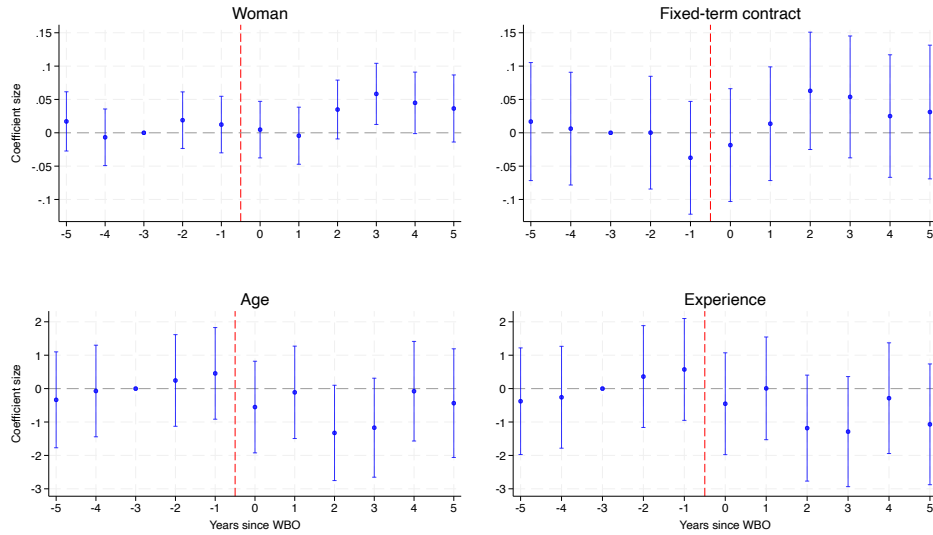 Woman
Coefficient size
.15
.1
.05
0
-.05
-.1
-5 -4 -3 -2 -1 0 1 2 3 4 5
Fixed-term contract
.15
.1
.05
0
-.05
-.1
-5 -4 -3 -2 -1 0 1 2 3 4 5
Age
Coefficient size
2
1
0
-1
-2
-3
-5 -4 -3 -2 -1 0 1 2 3 4 5
Years since WBO
Experience
2
1
0
-1
-2
-3
-5 -4 -3 -2 -1 0 1 2 3 4 5
Years since WBO